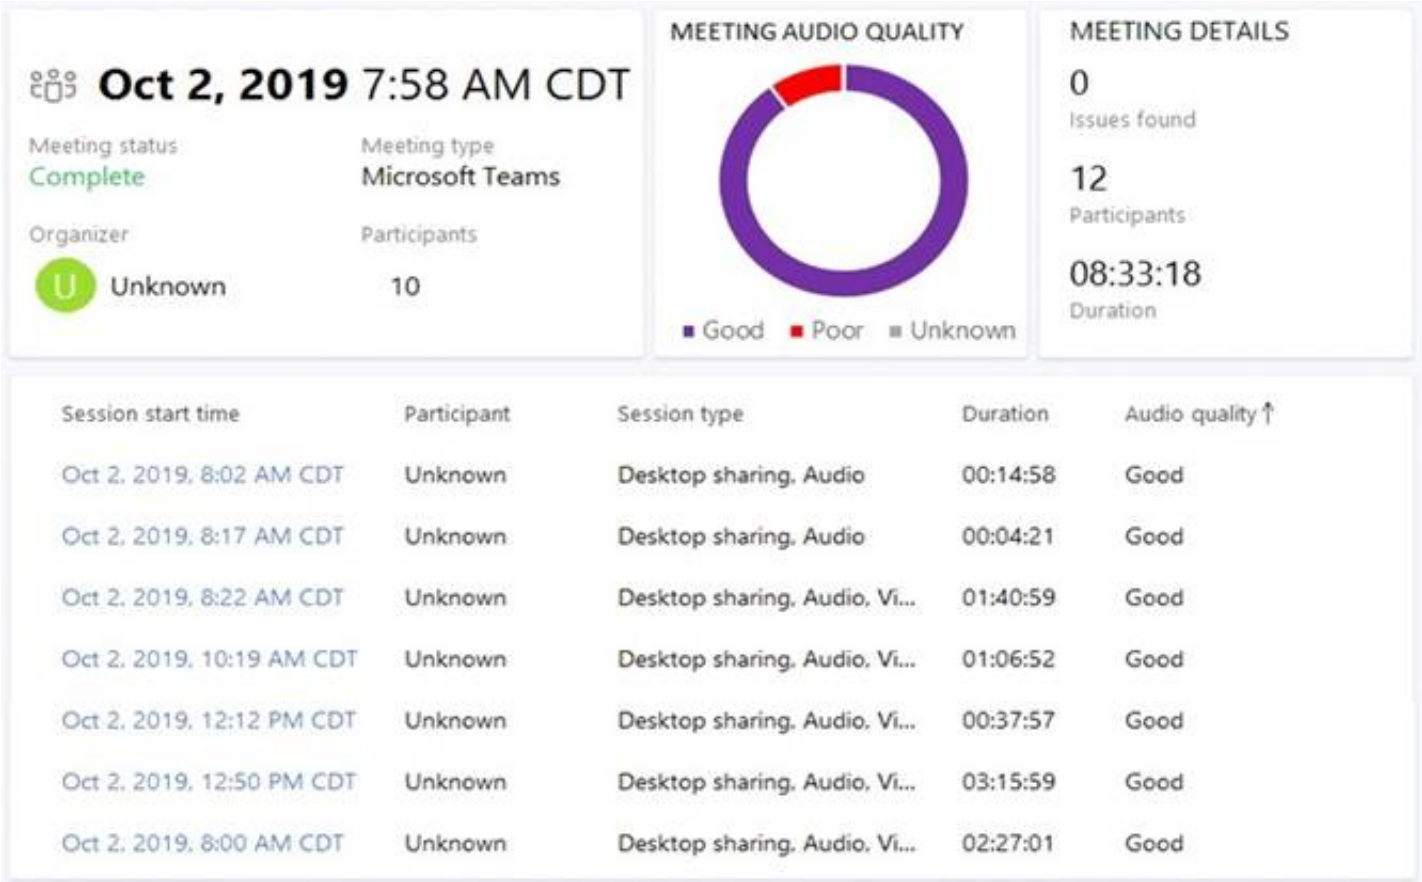 Oct 2, 2019 7:58 AM CDT
Meeting status
Complete
Meeting type
Microsoft Teams
Organizer
U Unknown
Participants
10
MEETING AUDIO QUALITY
Good Poor Unknown
MEETING DETAILS
0
Issues found
12
Participants
08:33:18
Duration
Session start time Participant Session type Duration Audio quality↑
Oct 2, 2019, 8:02 AM CDT Unknown Desktop sharing, Audio 00:14:58 Good
Oct 2, 2019, 8:17 AM CDT Unknown Desktop sharing, Audio 00:04:21 Good
Oct 2, 2019, 8:22 AM CDT Unknown Desktop sharing, Audio, Vi... 01:40:59 Good
Oct 2, 2019, 10:19 AM CDT Unknown Desktop sharing, Audio, Vi... 01:06:52 Good
Oct 2, 2019, 12:12 PM CDT Unknown Desktop sharing, Audio, Vi... 00:37:57 Good
Oct 2, 2019, 12:50 PM CDT Unknown Desktop sharing, Audio, Vi... 03:15:59 Good
Oct 2, 2019, 8:00 AM CDT Unknown Desktop sharing, Audio, Vi... 02:27:01 Good